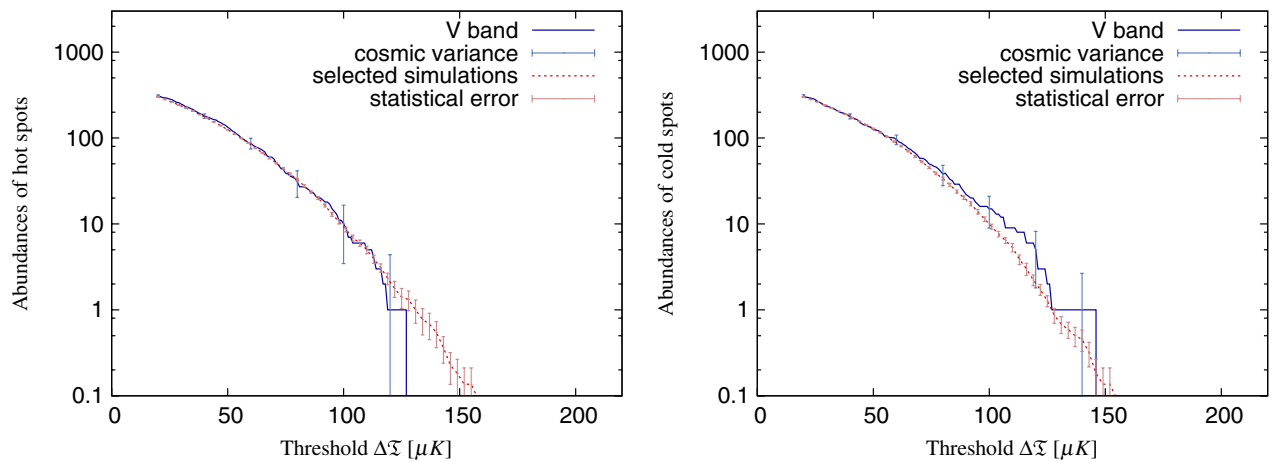 Abundances of hot spots
1000
100
10
1
0.1
V band
cosmic variance
selected simulations
statistical error
0 50 100 150 200
Threshold Δ𝔗 [μK]
Abundances of cold spots
1000
100
10
1
0.1
V band
cosmic variance
selected simulations
statistical error
0 50 100 150 200
Threshold Δ𝔗 [μK]